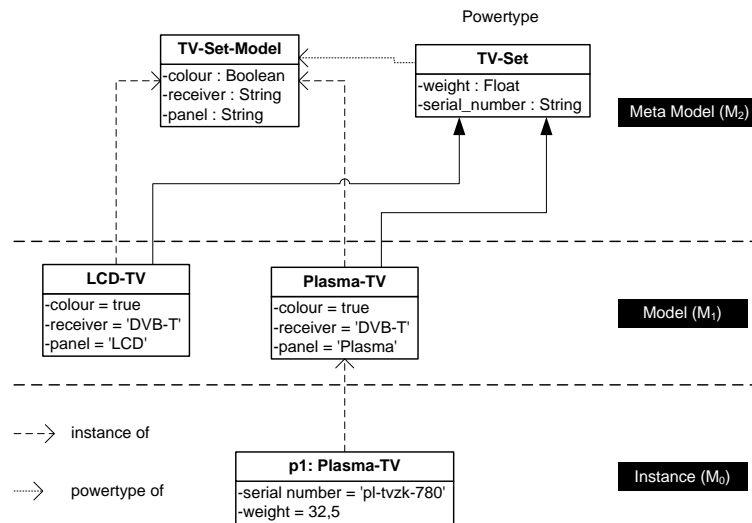 Powertype
TV-Set-Model
-colour : Boolean
-receiver : String
-panel : String
TV-Set
-weight : Float
-serial_number : String
Meta Model (M2)
LCD-TV
-colour = true
-receiver = 'DVB-T'
-panel = 'LCD'
Plasma-TV
-colour = true
-receiver = 'DVB-T'
-panel = 'Plasma'
Model (M1)
instance of
powertype of
p1: Plasma-TV
-serial number = 'pl-tvzk-780'
-weight = 32,5
Instance (M0)